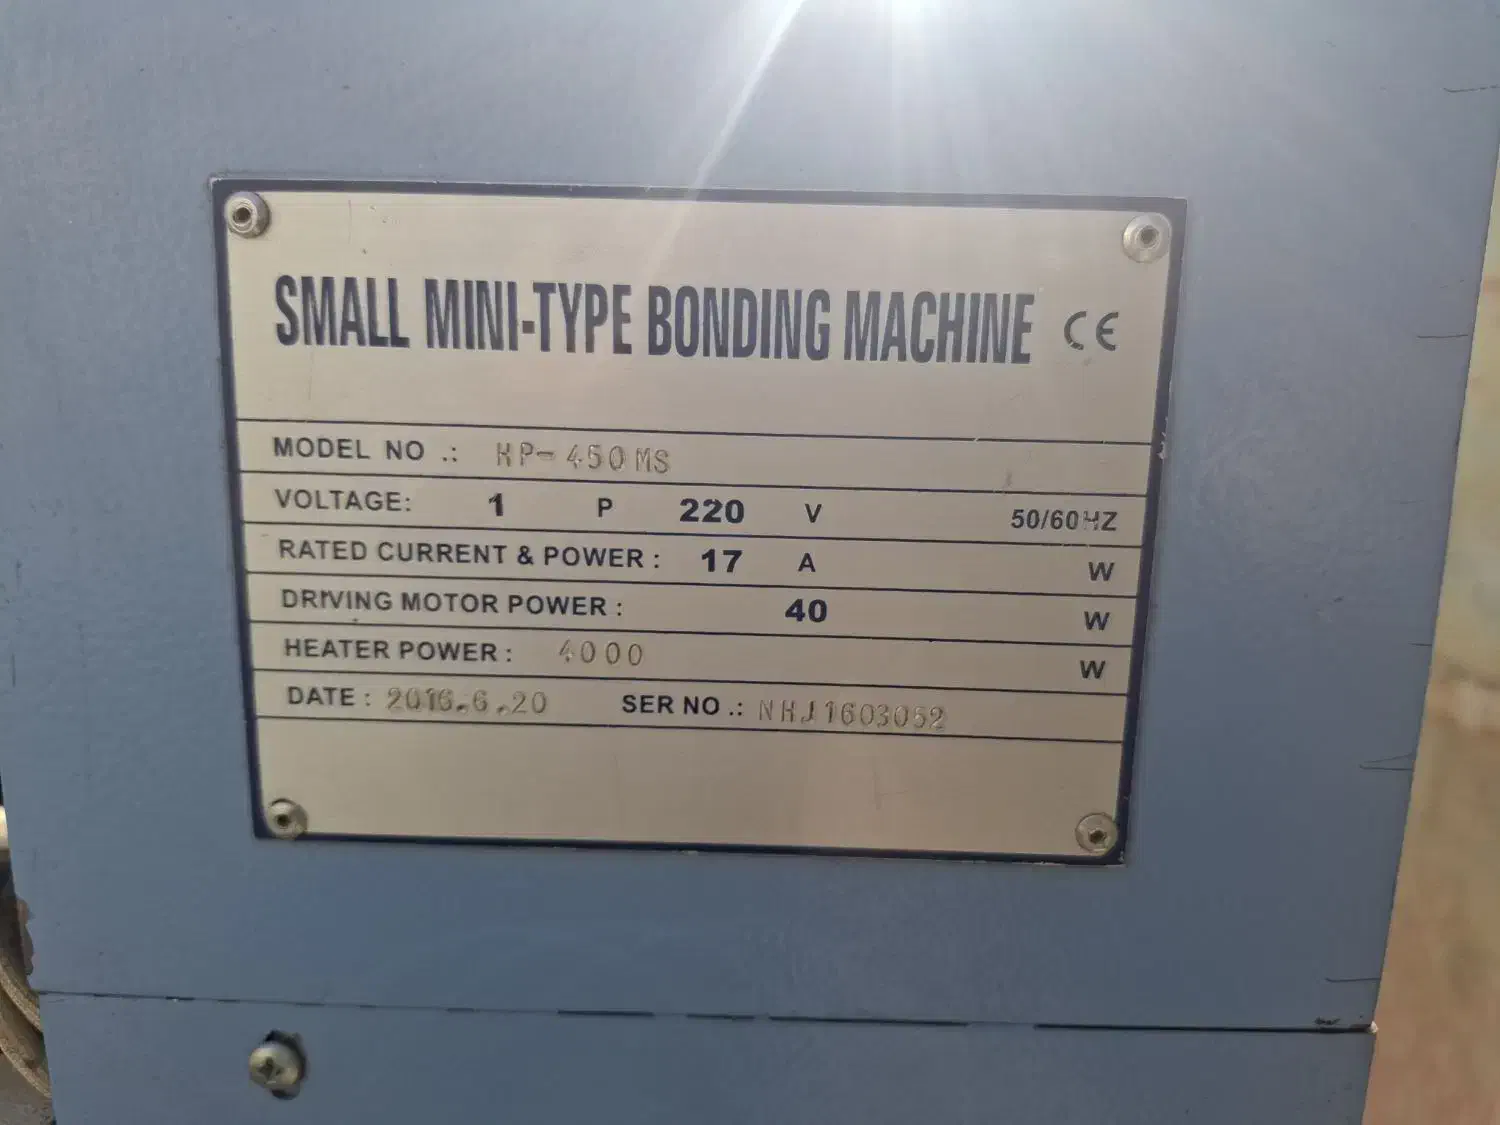 SMALL MINI-TYPE BONDING MACHINE CE
MODEL NO .: HP-450MS
VOLTAGE: 1 P 220 V 50/60HZ
RATED CURRENT & POWER : 17 A W
DRIVING MOTOR POWER : 40 W
HEATER POWER : 4000 W
DATE : 2016.6.20 SER NO .: NHJ1603052